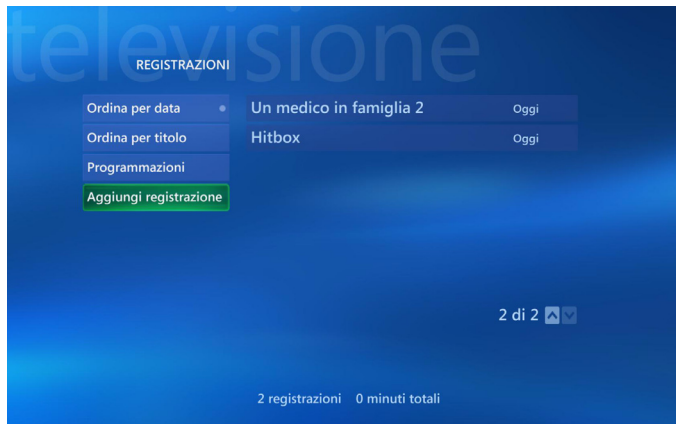 televisione
REGISTRAZIONI
Ordina per data
Un medico in famiglia 2 Oggi
Ordina per titolo
Hitbox Oggi
Programmazioni
Aggiungi registrazione
2 di 2
2 registrazioni 0 minuti totali